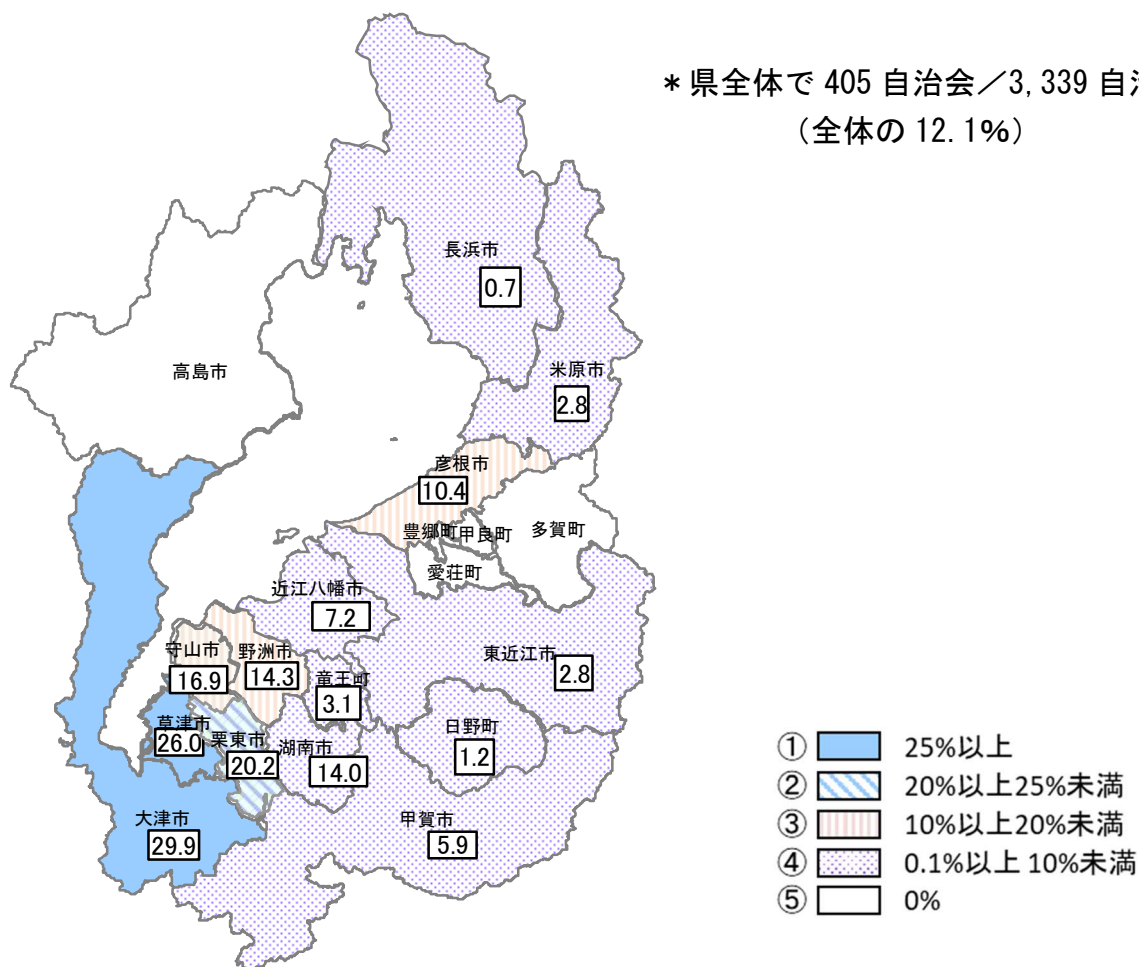 *県全体で 405 自治会／3,339 自
（全体の 12.1%）
長浜市
0.7
高島市
米原市
2.8
彦根市
10.4
豊郷町
甲良町
多賀町
愛荘町
近江八幡市
7.2
守山市
16.9
野洲市
14.3
竜王町
3.1
東近江市
2.8
日野町
1.2
草津市
26.0
栗東市
20.2
湖南市
14.0
大津市
29.9
甲賀市
5.9
① 25%以上
② 20%以上25%未満
③ 10%以上20%未満
④ 0.1%以上 10%未満
⑤ 0%